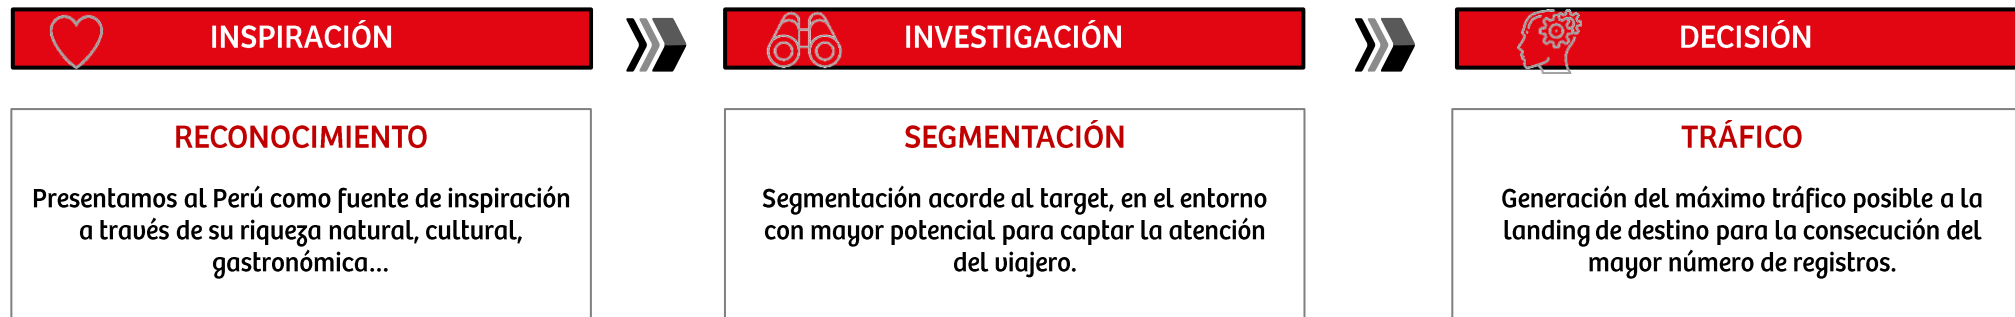 INSPIRACIÓN
RECONOCIMIENTO
Presentamos al Perú como fuente de inspiración
a través de su riqueza natural, cultural,
gastronómica...
INVESTIGACIÓN
SEGMENTACIÓN
Segmentación acorde al target, en el entorno
con mayor potencial para captar la atención
del viajero.
DECISIÓN
TRÁFICO
Generación del máximo tráfico posible a la
landing de destino para la consecución del
mayor número de registros.